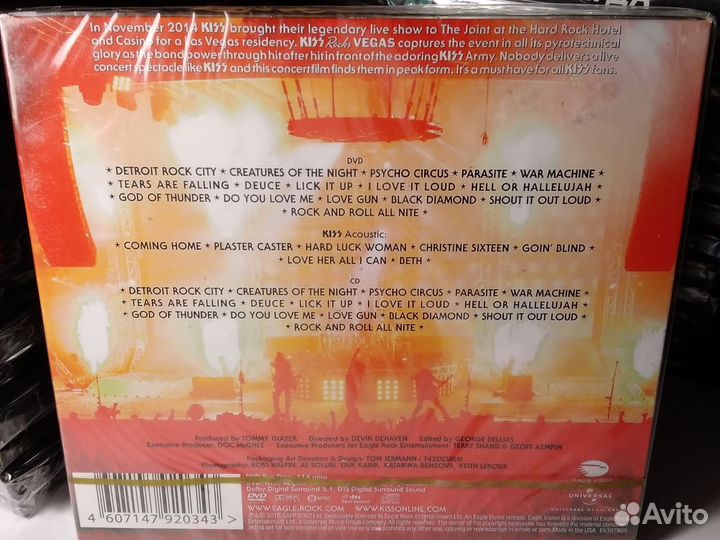 In November 2014 KISS brought their legendary live show to The Joint at the Hard Rock Hotel
and Casino for a Las Vegas residency. KISS Rocks VEGAS captures the event in all its pyrotechnical
glory as the band power through hit after hit in front of the adoring KISS Army. Nobody delivers a live
concert spectacle like KISS and this concert film finds them in peak form. It's a must have for all KISS fans.
DVD
★ DETROIT ROCK CITY ★ CREATURES OF THE NIGHT ★ PSYCHO CIRCUS ★ PARASITE ★ WAR MACHINE ★
★ TEARS ARE FALLING ★ DEUCE ★ LICK IT UP ★ I LOVE IT LOUD ★ HELL OR HALLELUJAH ★
★ GOD OF THUNDER ★ DO YOU LOVE ME ★ LOVE GUN ★ BLACK DIAMOND ★ SHOUT IT OUT LOUD ★
★ ROCK AND ROLL ALL NITE ★
KISS Acoustic:
★ COMING HOME ★ PLASTER CASTER ★ HARD LUCK WOMAN ★ CHRISTINE SIXTEEN ★ GOIN' BLIND ★
★ LOVE HER ALL I CAN ★ BETH ★
CD
★ DETROIT ROCK CITY ★ CREATURES OF THE NIGHT ★ PSYCHO CIRCUS ★ PARASITE ★ WAR MACHINE ★
★ TEARS ARE FALLING ★ DEUCE ★ LICK IT UP ★ I LOVE IT LOUD ★ HELL OR HALLELUJAH ★
★ GOD OF THUNDER ★ DO YOU LOVE ME ★ LOVE GUN ★ BLACK DIAMOND ★ SHOUT IT OUT LOUD ★
★ ROCK AND ROLL ALL NITE ★
Produced by TOMMY THAYER Directed by DEVIN DEHAVEN Edited by GEORGE BELLIAS
Executive Producer: DOC McGHEE Executive Producers for Eagle Rock Entertainment: TERRY SHAND & GEOFF KEMPIN
Packaging Art Direction & Design: TOM JERMANN / T42DESIGN
Photography: ROSS HALFIN, AL SOLURI, ERIK KABIK, KATARINA BENZOVA, KEITH LEROUX
Dolby Digital Surround 5.1; DTS Digital Surround Sound
DVD NTSC dts
WWW.EAGLE-ROCK.COM WWW.KISSONLINE.COM
eagle vision
UNIVERSAL
4 607147 920343 >
EV307809
Avito